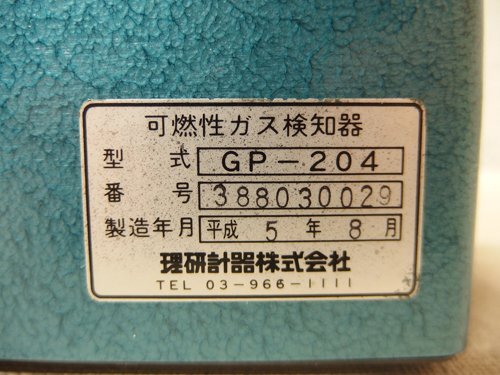 可燃性ガス検知器
型式 GP-204
番号 388030029
製造年月 平成 5 年 8 月
理研計器株式会社
TEL 03-966-1111